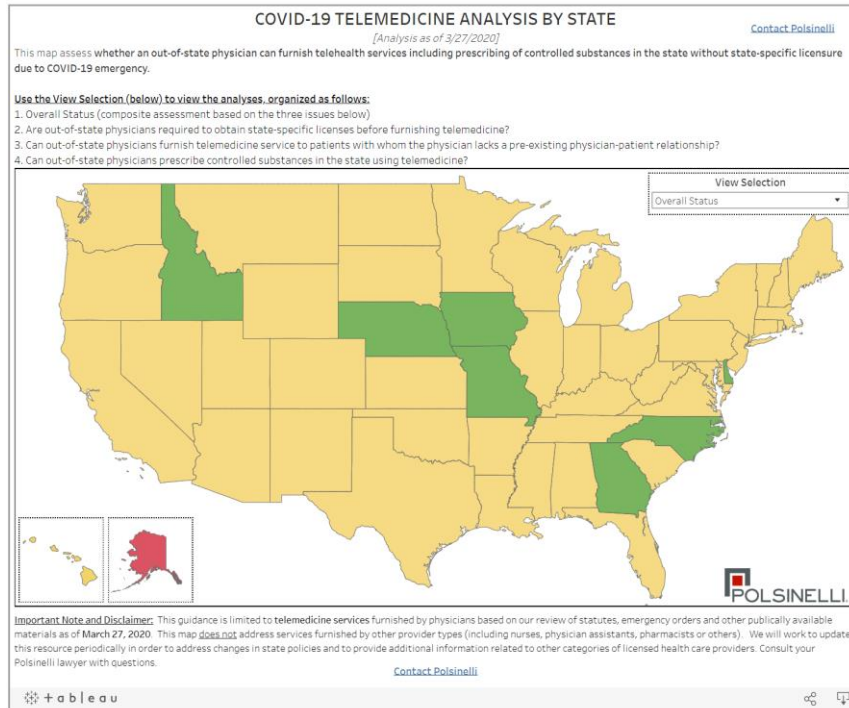 COVID-19 TELEMEDICINE ANALYSIS BY STATE
[Analysis as of 3/27/2020]
Contact Polsinelli
This map assess whether an out-of-state physician can furnish telehealth services including prescribing of controlled substances in the state without state-specific licensure
due to COVID-19 emergency.
Use the View Selection (below) to view the analyses, organized as follows:
1. Overall Status (composite assessment based on the three issues below)
2. Are out-of-state physicians required to obtain state-specific licenses before furnishing telemedicine?
3. Can out-of-state physicians furnish telemedicine service to patients with whom the physician lacks a pre-existing physician-patient relationship?
4. Can out-of-state physicians prescribe controlled substances in the state using telemedicine?
View Selection
Overall Status
POLSINELLI
Important Note and Disclaimer: This guidance is limited to telemedicine services furnished by physicians based on our review of statutes, emergency orders and other publically available
materials as of March 27, 2020. This map does not address services furnished by other provider types (including nurses, physician assistants, pharmacists or others). We will work to update
this resource periodically in order to address changes in state policies and to provide additional information related to other categories of licensed health care providers. Consult your
Polsinelli lawyer with questions.
Contact Polsinelli
+ a b | e a u